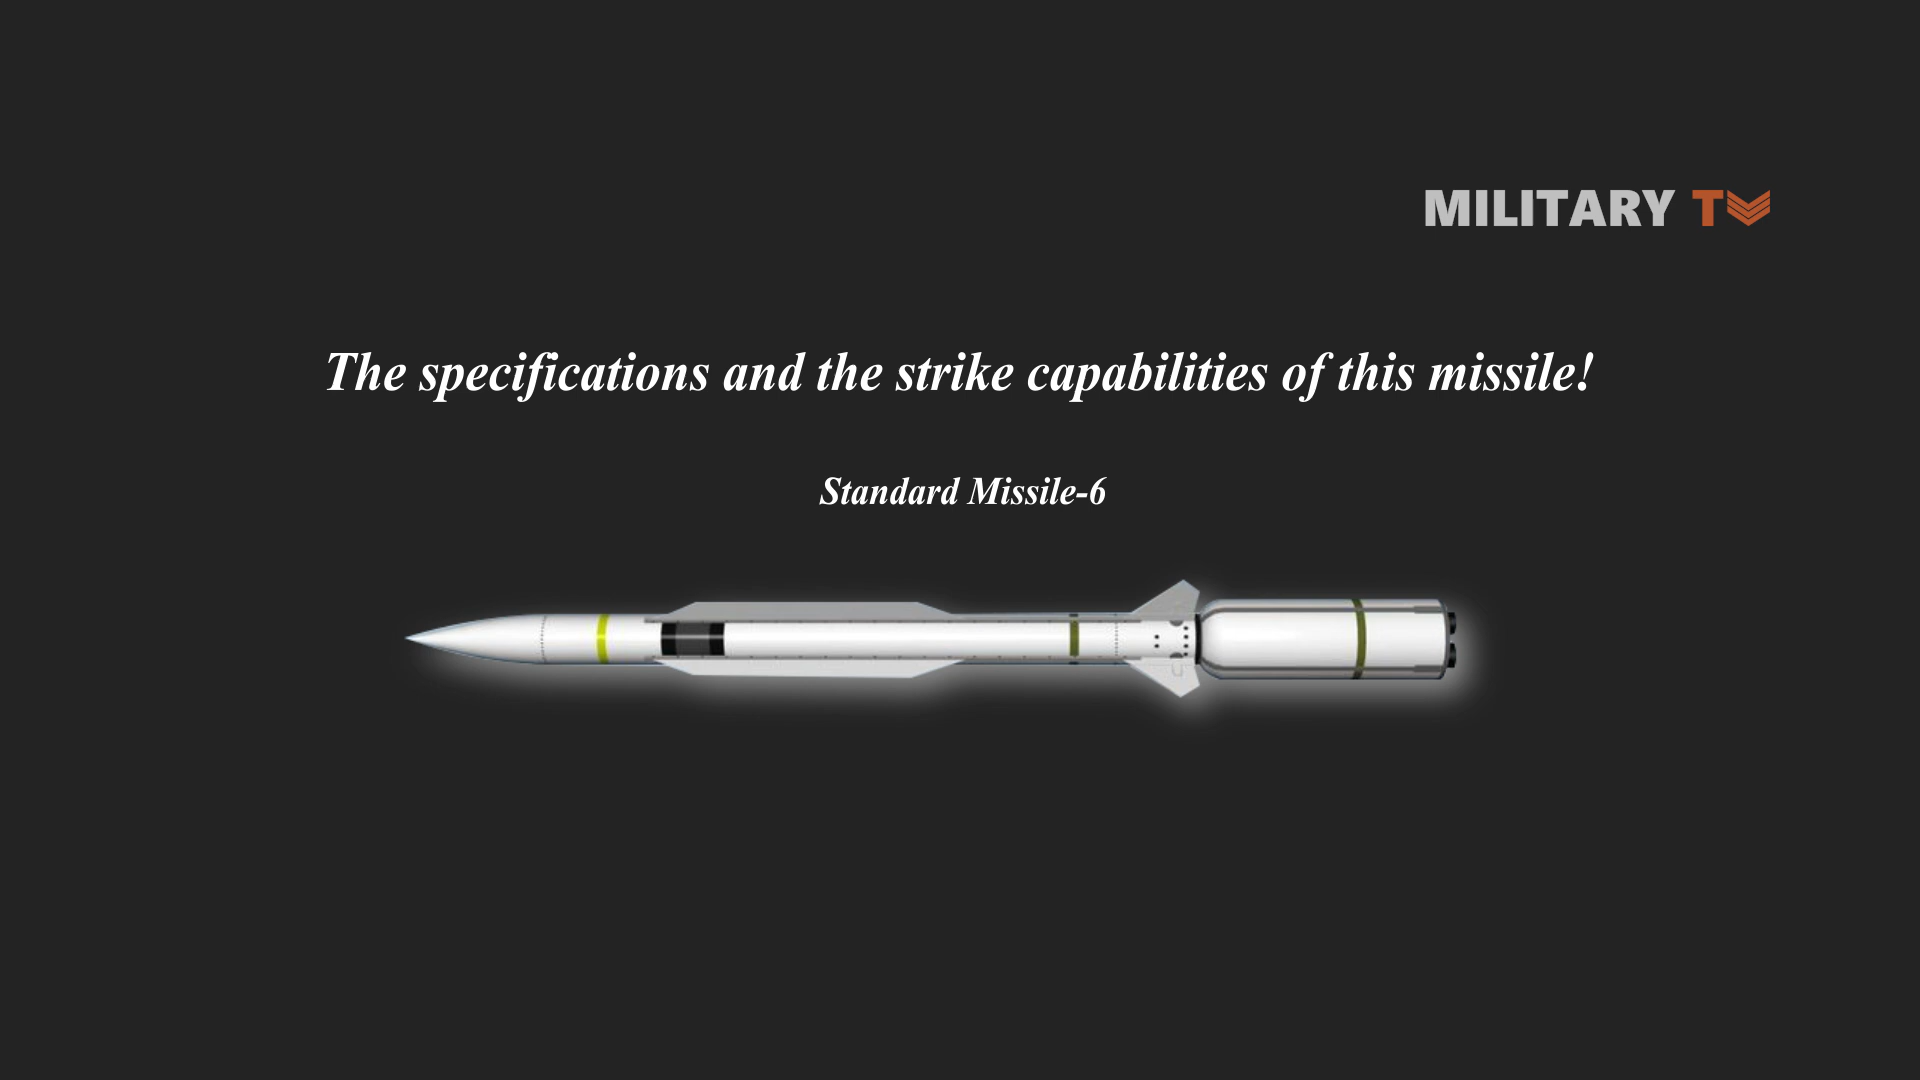 MILITARY TV
The specifications and the strike capabilities of this missile!
Standard Missile-6